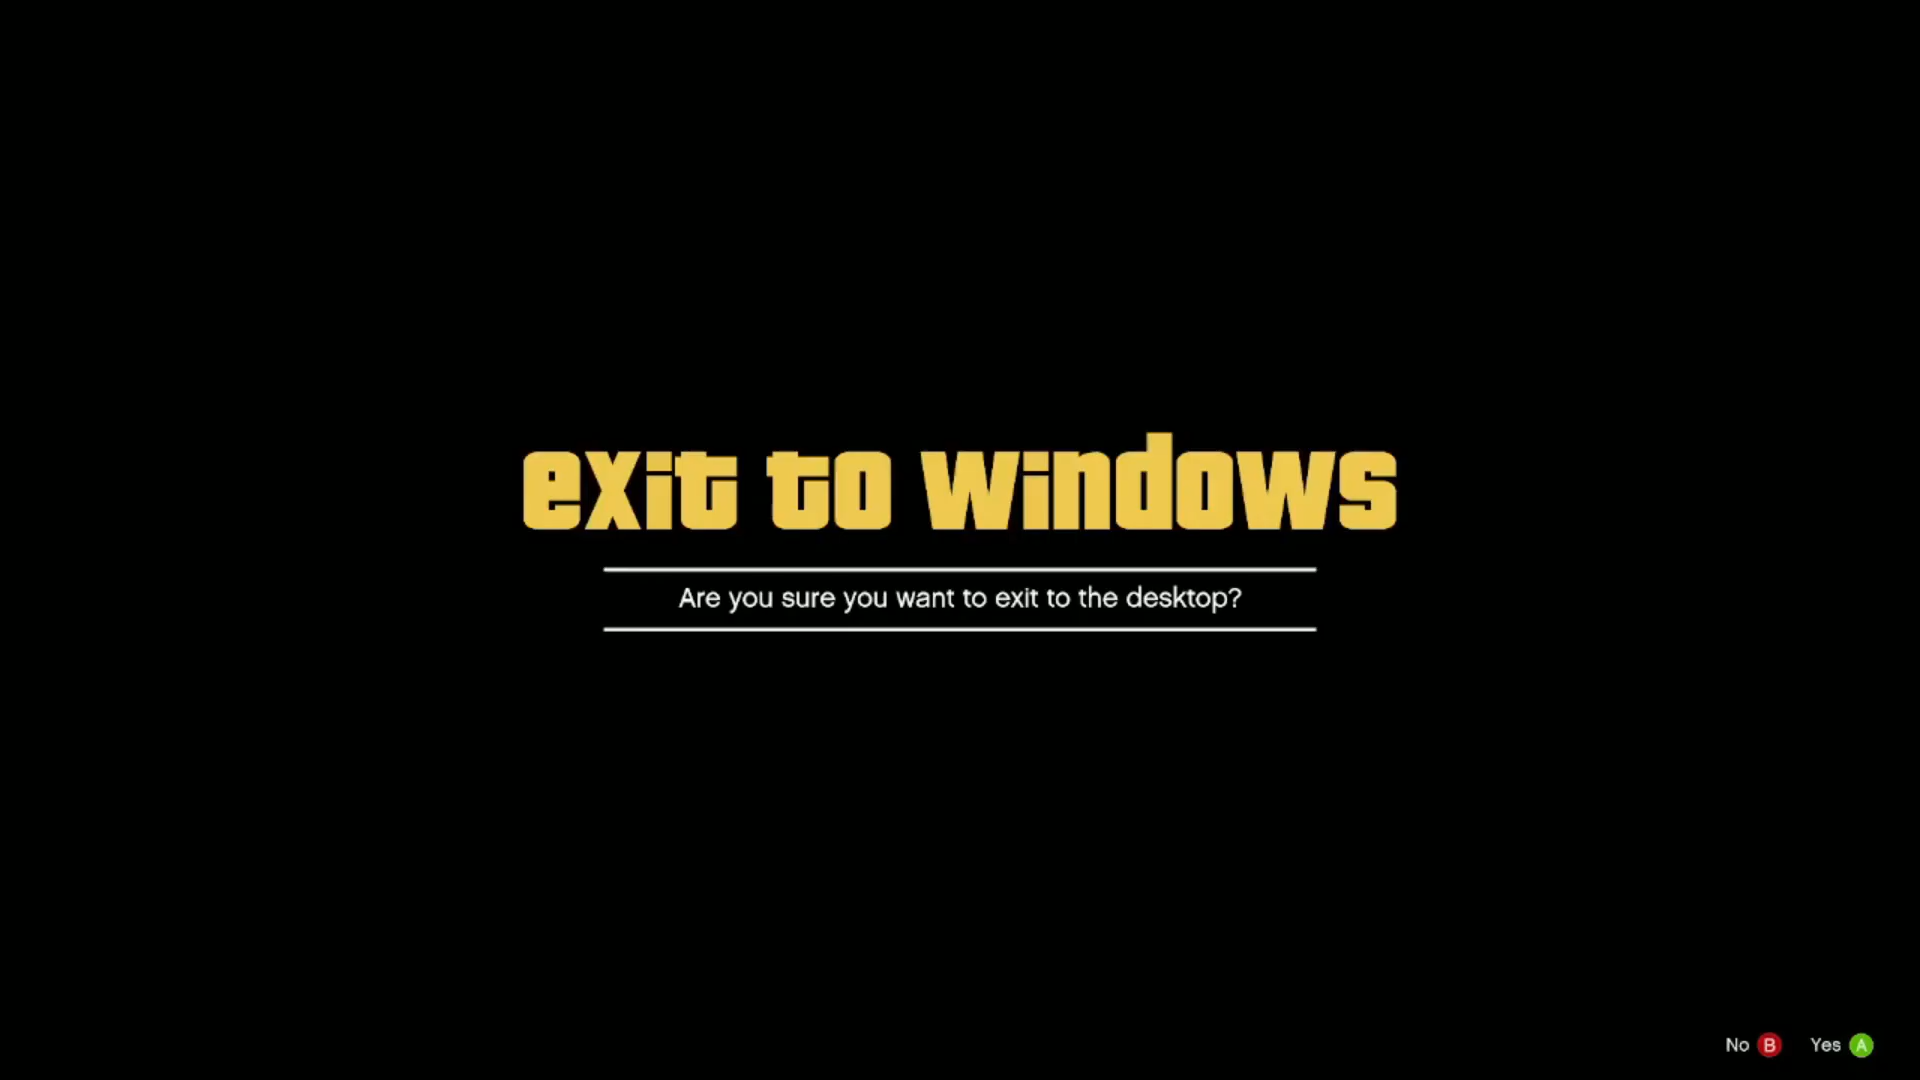 exit to windows
Are you sure you want to exit to the desktop?
No B Yes A